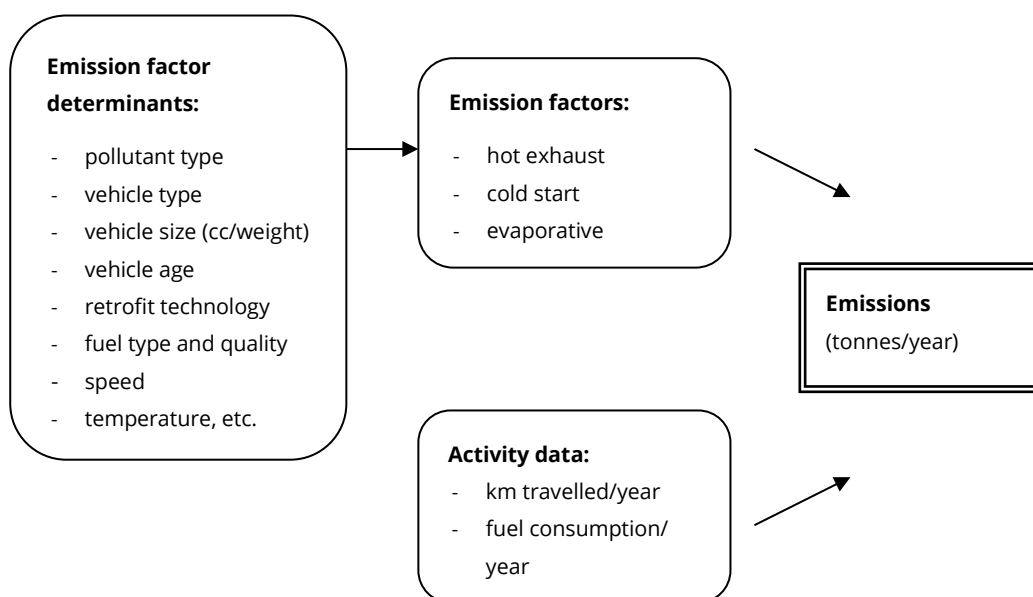 Emission factor
determinants:
- pollutant type
- vehicle type
- vehicle size (cc/weight)
- vehicle age
- retrofit technology
- fuel type and quality
- speed
- temperature, etc.
Emission factors:
- hot exhaust
- cold start
- evaporative
Activity data:
- km travelled/year
- fuel consumption/
year
Emissions
(tonnes/year)